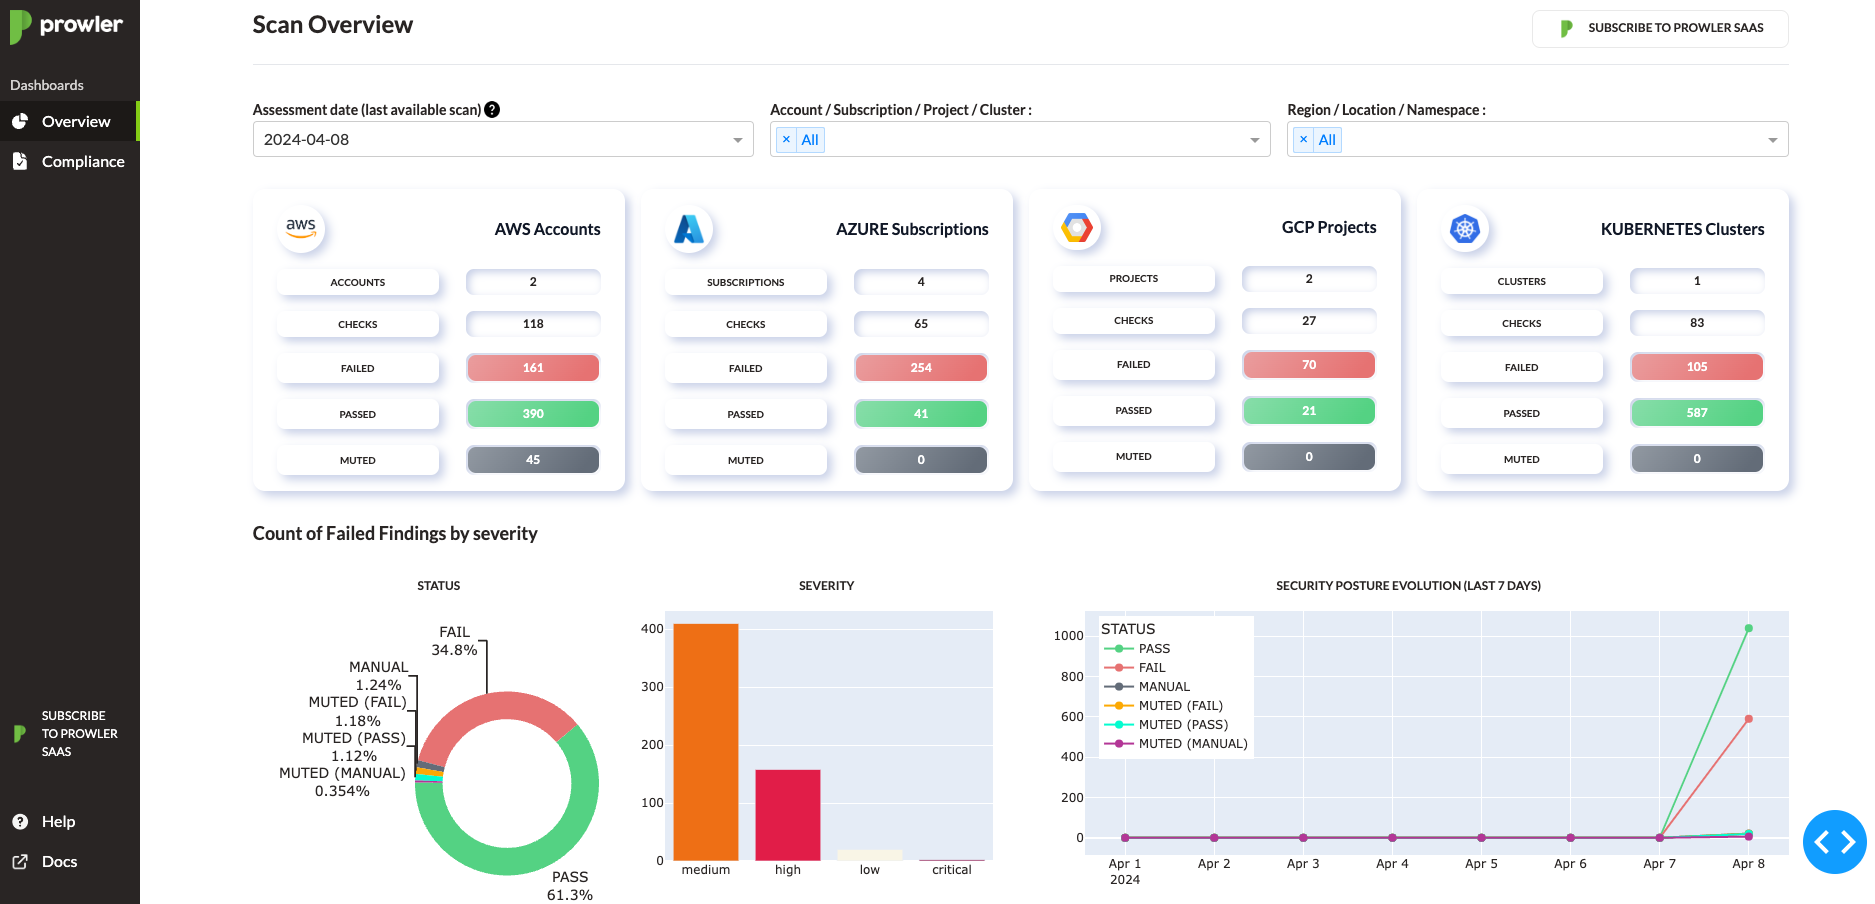 prowler
Scan Overview
SUBSCRIBE TO PROWLER SAAS
Dashboards
Overview
Compliance
Assessment date (last available scan) ?
2024-04-08
Account / Subscription / Project / Cluster :
× All
Region / Location / Namespace :
× All
aws
AWS Accounts
ACCOUNTS 2
CHECKS 118
FAILED 161
PASSED 390
MUTED 45
AZURE Subscriptions
SUBSCRIPTIONS 4
CHECKS 65
FAILED 254
PASSED 41
MUTED 0
GCP Projects
PROJECTS 2
CHECKS 27
FAILED 70
PASSED 21
MUTED 0
KUBERNETES Clusters
CLUSTERS 1
CHECKS 83
FAILED 105
PASSED 587
MUTED 0
Count of Failed Findings by severity
STATUS
FAIL
34.8%
MANUAL
1.24%
MUTED (FAIL)
1.18%
MUTED (PASS)
1.12%
MUTED (MANUAL)
0.354%
PASS
61.3%
SEVERITY
400
300
200
100
0
medium high low critical
SECURITY POSTURE EVOLUTION (LAST 7 DAYS)
STATUS
PASS
FAIL
MANUAL
MUTED (FAIL)
MUTED (PASS)
MUTED (MANUAL)
1000
800
600
400
200
0
Apr 1 Apr 2 Apr 3 Apr 4 Apr 5 Apr 6 Apr 7 Apr 8
2024
SUBSCRIBE
TO PROWLER
SAAS
Help
Docs